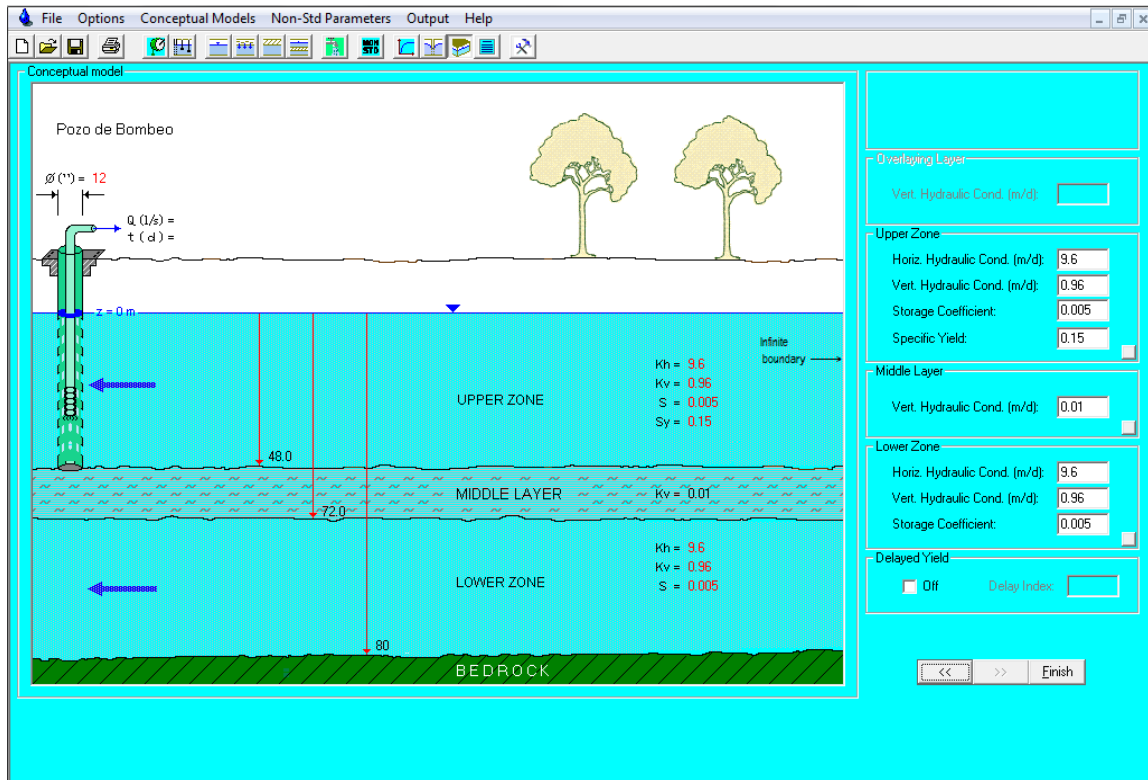 File Options Conceptual Models Non-Std Parameters Output Help
NON STD
Conceptual model
Pozo de Bombeo
Ø (") = 12
Q (l/s) =
t (d) =
z = 0 m
Infinite
boundary
Kh = 9.6
Kv = 0.96
S = 0.005
Sy = 0.15
UPPER ZONE
48.0
MIDDLE LAYER Kv = 0.01
72.0
Kh = 9.6
Kv = 0.96
S = 0.005
LOWER ZONE
80
BEDROCK
Overlaying Layer
Vert. Hydraulic Cond. (m/d):
Upper Zone
Horiz. Hydraulic Cond. (m/d): 9.6
Vert. Hydraulic Cond. (m/d): 0.96
Storage Coefficient: 0.005
Specific Yield: 0.15
Middle Layer
Vert. Hydraulic Cond. (m/d): 0.01
Lower Zone
Horiz. Hydraulic Cond. (m/d): 9.6
Vert. Hydraulic Cond. (m/d): 0.96
Storage Coefficient: 0.005
Delayed Yield
Off Delay Index:
<< >> Finish